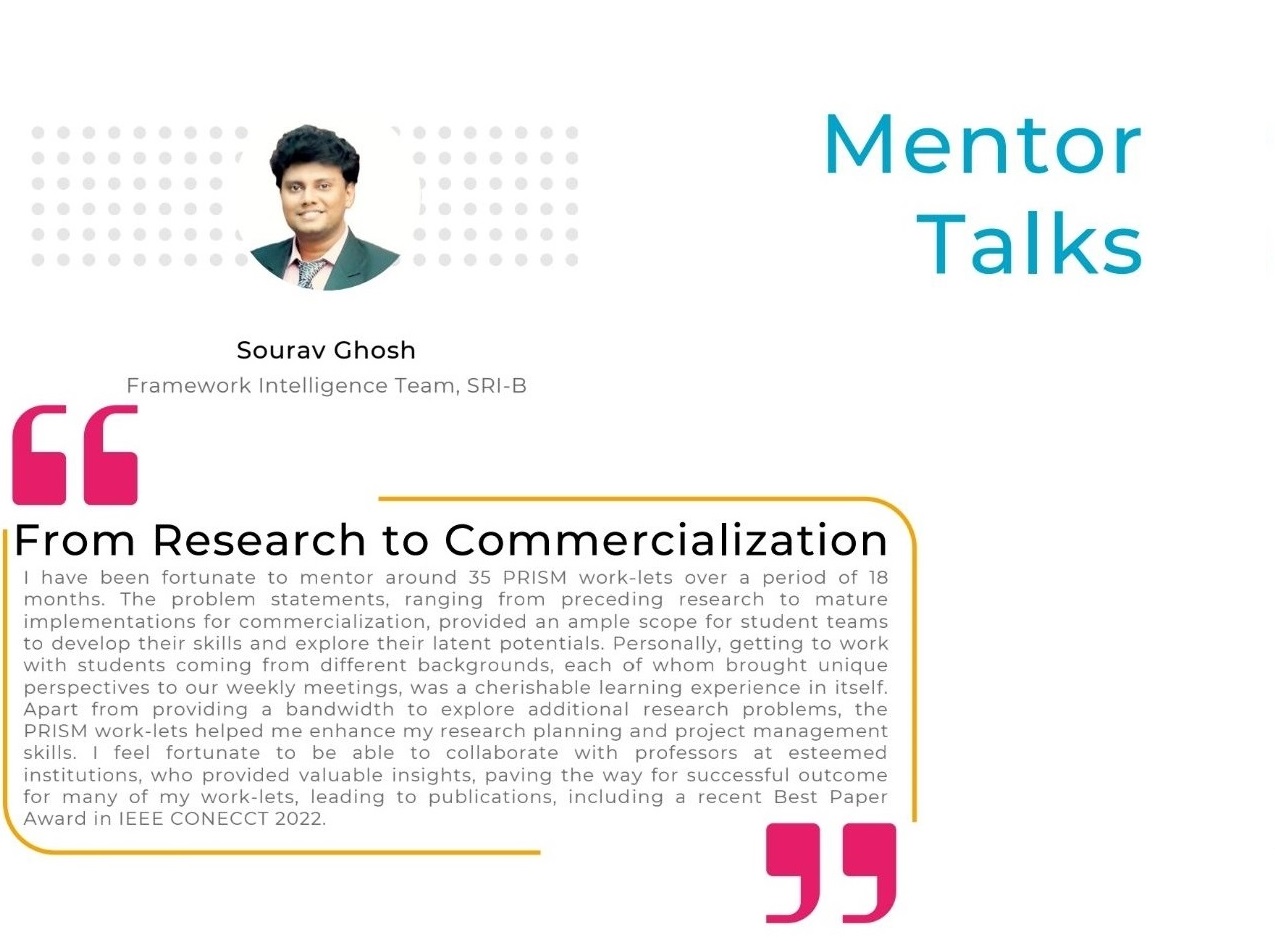 Mentor
Talks
Sourav Ghosh
Framework Intelligence Team, SRI-B
From Research to Commercialization
I have been fortunate to mentor around 35 PRISM work-lets over a period of 18
months. The problem statements, ranging from preceding research to mature
implementations for commercialization, provided an ample scope for student teams
to develop their skills and explore their latent potentials. Personally, getting to work
with students coming from different backgrounds, each of whom brought unique
perspectives to our weekly meetings, was a cherishable learning experience in itself.
Apart from providing a bandwidth to explore additional research problems, the
PRISM work-lets helped me enhance my research planning and project management
skills. I feel fortunate to be able to collaborate with professors at esteemed
institutions, who provided valuable insights, paving the way for successful outcome
for many of my work-lets, leading to publications, including a recent Best Paper
Award in IEEE CONECCT 2022.